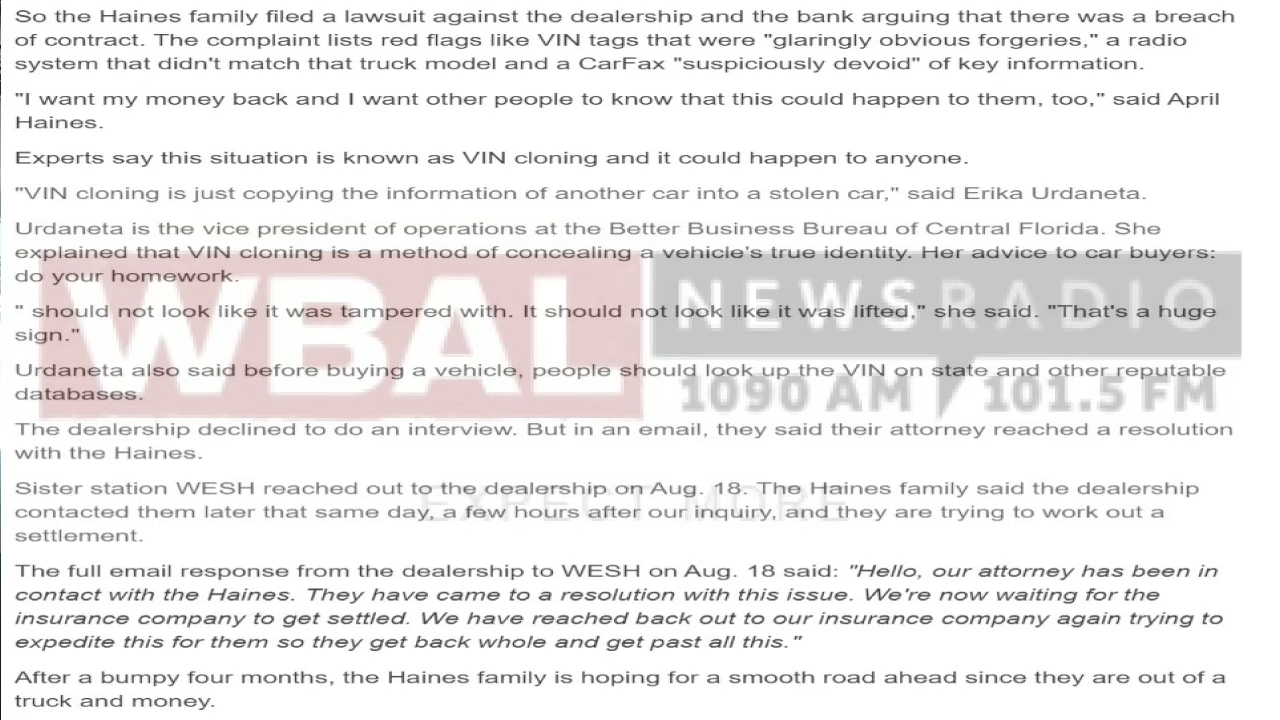 So the Haines family filed a lawsuit against the dealership and the bank arguing that there was a breach
of contract. The complaint lists red flags like VIN tags that were "glaringly obvious forgeries," a radio
system that didn't match that truck model and a CarFax "suspiciously devoid" of key information.
"I want my money back and I want other people to know that this could happen to them, too," said April
Haines.
Experts say this situation is known as VIN cloning and it could happen to anyone.
"VIN cloning is just copying the information of another car into a stolen car," said Erika Urdaneta.
Urdaneta is the vice president of operations at the Better Business Bureau of Central Florida. She
explained that VIN cloning is a method of concealing a vehicle's true identity. Her advice to car buyers:
do your homework.
" should not look like it was tampered with. It should not look like it was lifted," she said. "That's a huge
sign."
Urdaneta also said before buying a vehicle, people should look up the VIN on state and other reputable
databases.
The dealership declined to do an interview. But in an email, they said their attorney reached a resolution
with the Haines.
Sister station WESH reached out to the dealership on Aug. 18. The Haines family said the dealership
contacted them later that same day, a few hours after our inquiry, and they are trying to work out a
settlement.
The full email response from the dealership to WESH on Aug. 18 said: "Hello, our attorney has been in
contact with the Haines. They have came to a resolution with this issue. We're now waiting for the
insurance company to get settled. We have reached back out to our insurance company again trying to
expedite this for them so they get back whole and get past all this."
After a bumpy four months, the Haines family is hoping for a smooth road ahead since they are out of a
truck and money.
WBAL NEWSRADIO
1090 AM 101.5 FM
EXPECT MORE